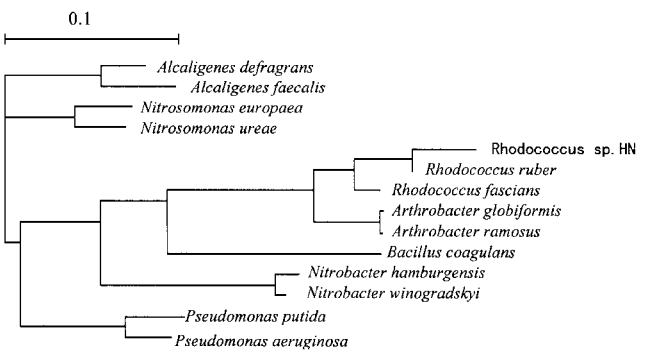 0.1
Alcaligenes defragrans
Alcaligenes faecalis
Nitrosomonas europaea
Nitrosomonas ureae
Rhodococcus sp. HN
Rhodococcus ruber
Rhodococcus fascians
Arthrobacter globiformis
Arthrobacter ramosus
Bacillus coagulans
Nitrobacter hamburgensis
Nitrobacter winogradskyi
Pseudomonas putida
Pseudomonas aeruginosa